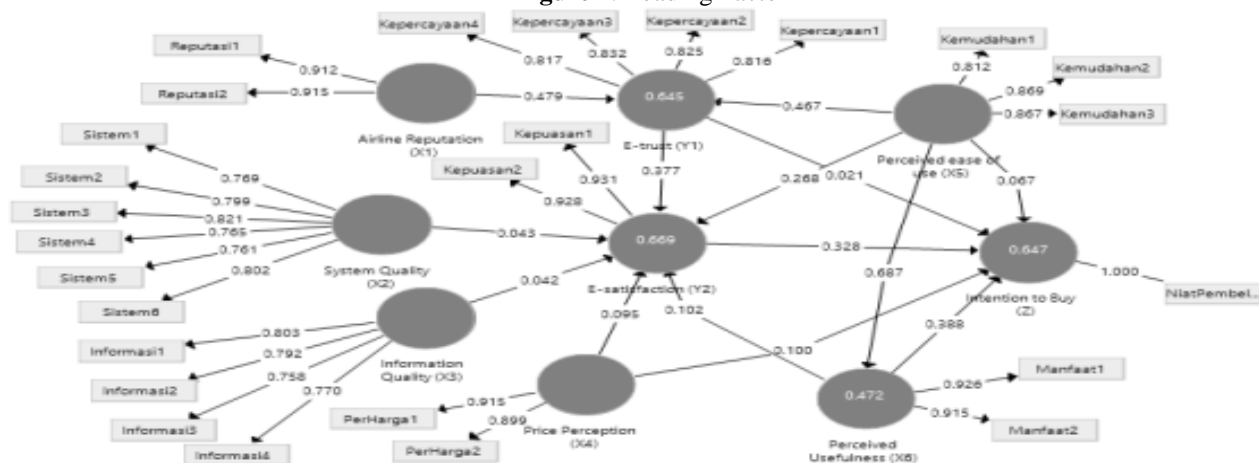 Kepercayaan4
Kepercayaan3
Kepercayaan2
Kepercayaan1
Kemudahan1
Kemudahan2
Kemudahan3
Reputasi1
Reputasi2
0.912
0.915
0.817
0.832
0.825
0.816
0.812
0.869
0.867
Airline Reputation
(X1)
0.479
0.645
E-trust (Y1)
0.467
Perceived ease of
use (X5)
Sistem1
Sistem2
Sistem3
Sistem4
Sistem5
Sistem6
0.769
0.799
0.821
0.765
0.761
0.802
System Quality
(X2)
Kepuasan1
Kepuasan2
0.931
0.928
0.377
0.268
0.021
0.067
0.043
0.669
E-satisfaction (Y2)
0.328
0.647
Intention to Buy
(Z)
1.000
NiatPembel...
0.687
0.042
Informasi1
Informasi2
Informasi3
Informasi4
0.803
0.792
0.758
0.770
Information
Quality (X3)
0.095
0.102
0.100
0.388
PerHarga1
PerHarga2
0.915
0.899
Price Perception
(X4)
0.472
Perceived
Usefulness (X6)
0.926
0.915
Manfaat1
Manfaat2